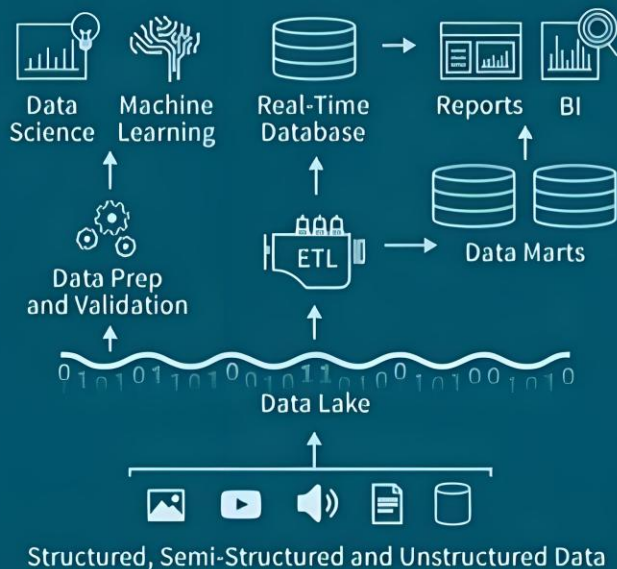 Data
Science
Machine
Learning
Real-Time
Database
Reports
BI
ETL
Data Marts
Data Prep
and Validation
Data Lake
Structured, Semi-Structured and Unstructured Data